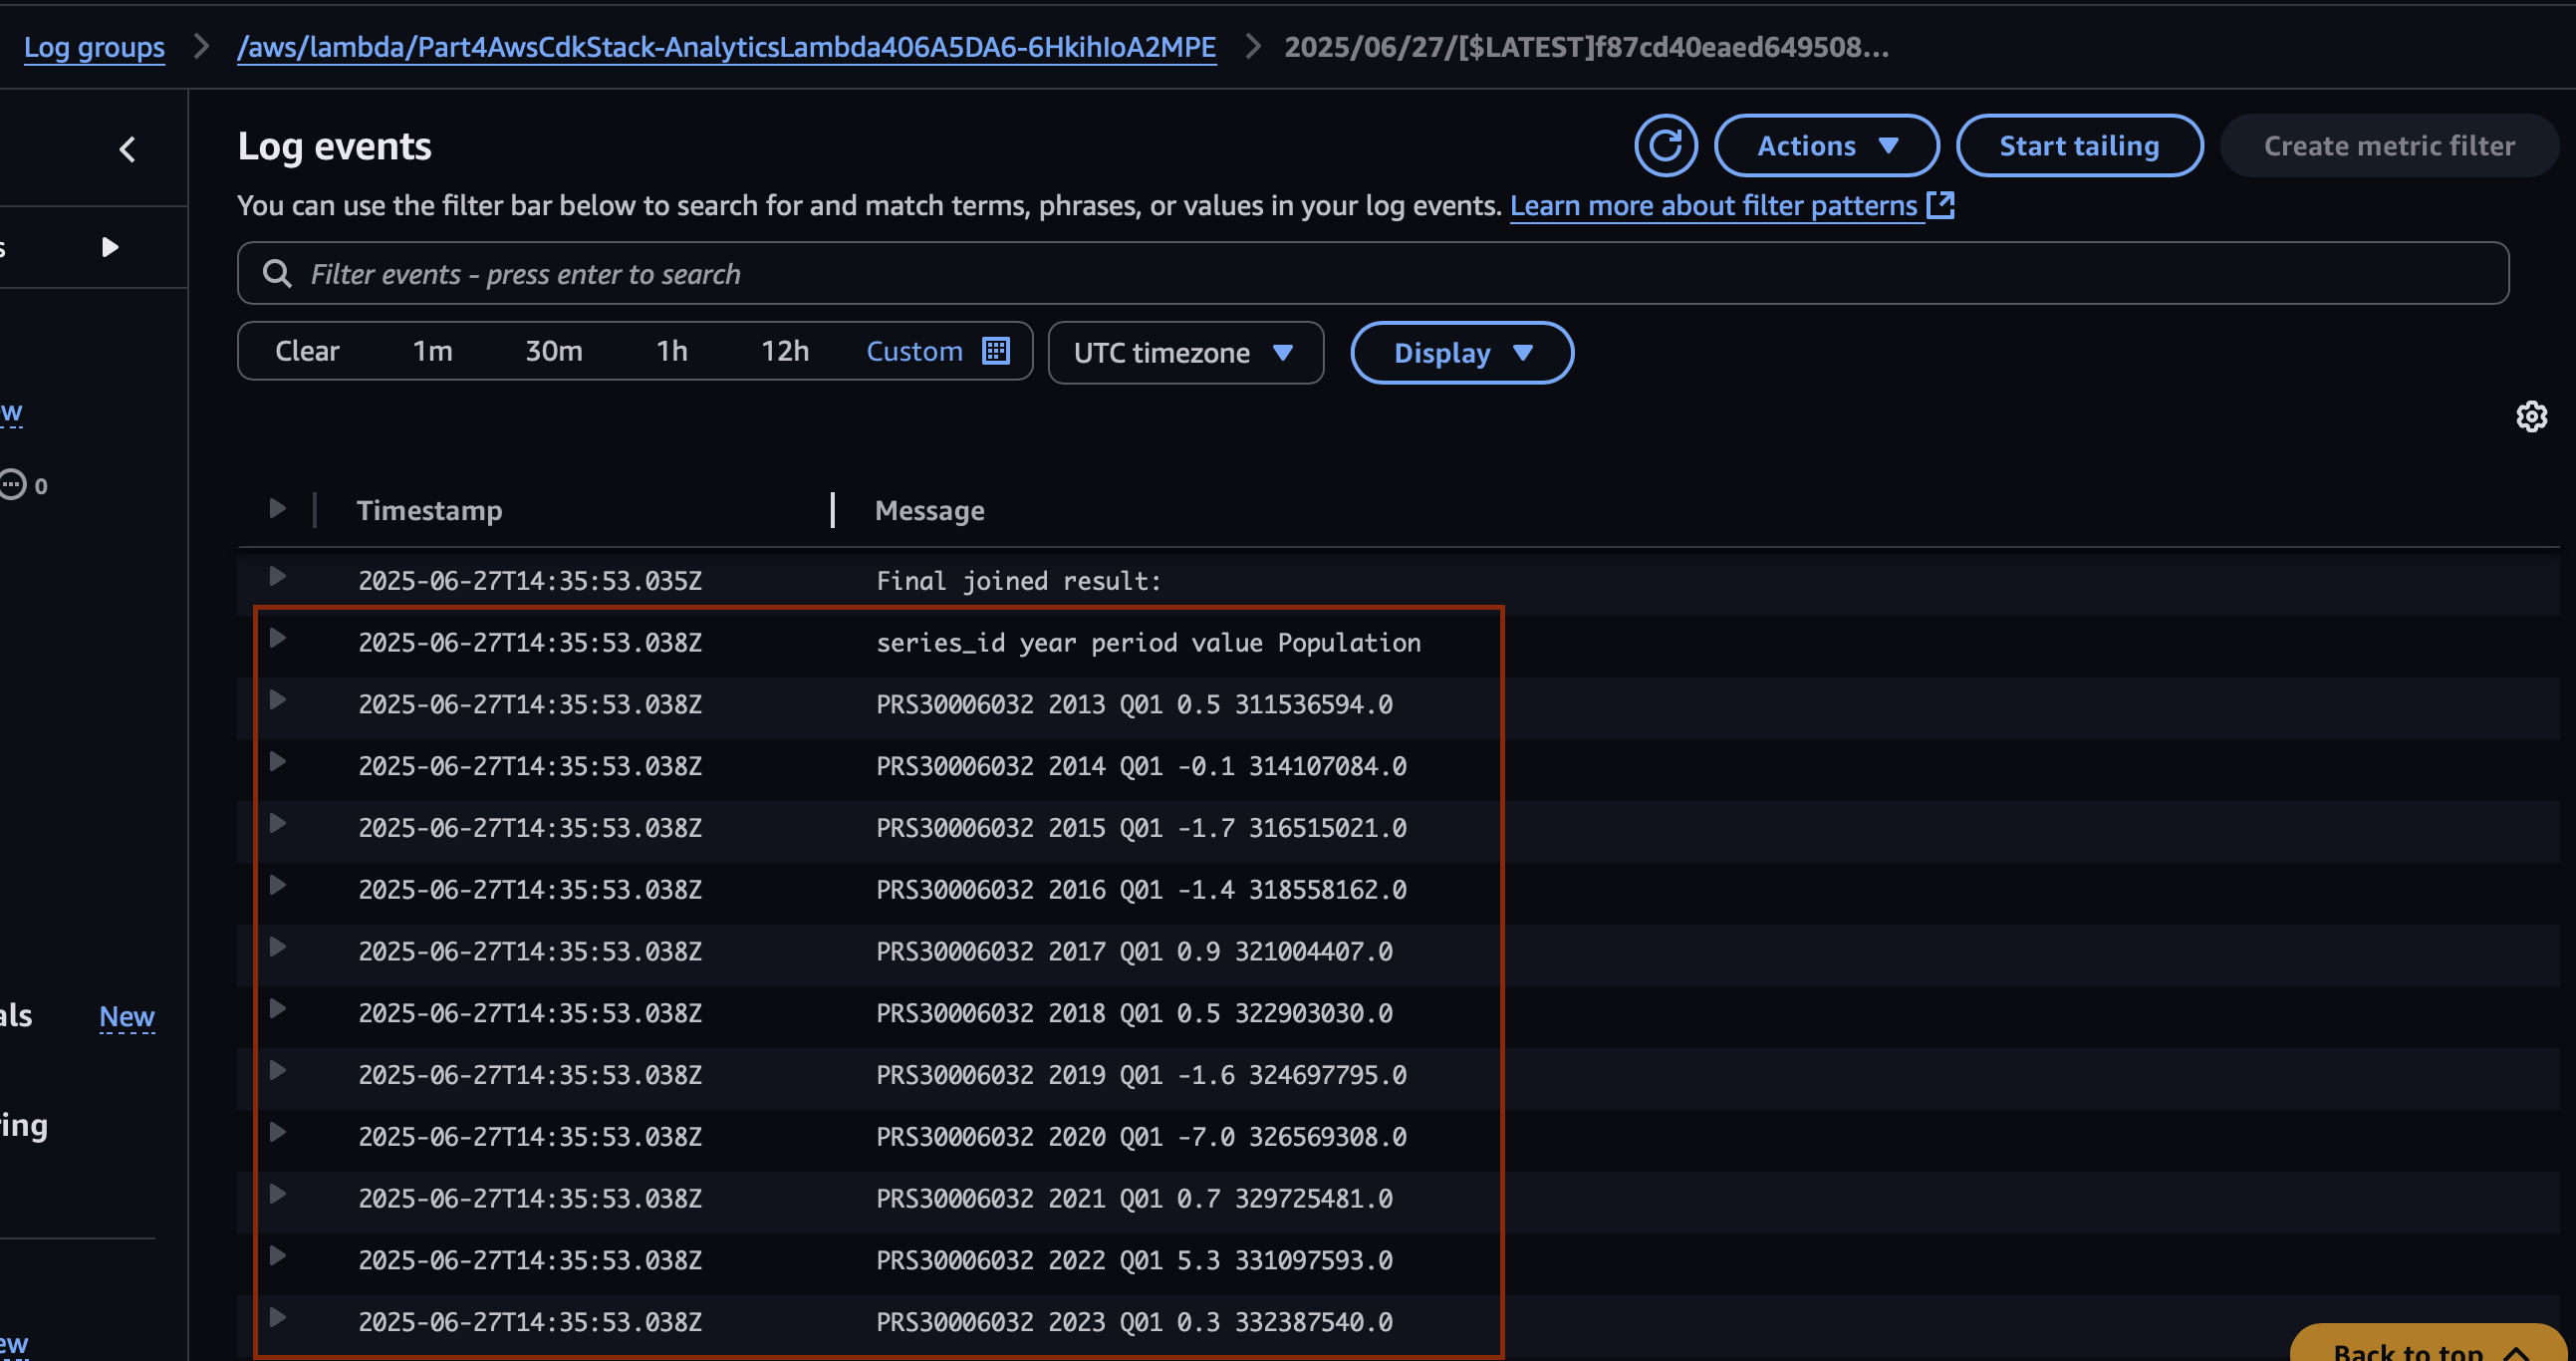 Log groups > /aws/lambda/Part4AwsCdkStack-AnalyticsLambda406A5DA6-6HkihIoA2MPE > 2025/06/27/[$LATEST]f87cd40eaed649508...
Log events
Actions
Start tailing
Create metric filter
You can use the filter bar below to search for and match terms, phrases, or values in your log events. Learn more about filter patterns
Filter events - press enter to search
Clear 1m 30m 1h 12h Custom UTC timezone Display
0
Timestamp Message
2025-06-27T14:35:53.035Z Final joined result:
2025-06-27T14:35:53.038Z series_id year period value Population
2025-06-27T14:35:53.038Z PRS30006032 2013 Q01 0.5 311536594.0
2025-06-27T14:35:53.038Z PRS30006032 2014 Q01 -0.1 314107084.0
2025-06-27T14:35:53.038Z PRS30006032 2015 Q01 -1.7 316515021.0
2025-06-27T14:35:53.038Z PRS30006032 2016 Q01 -1.4 318558162.0
2025-06-27T14:35:53.038Z PRS30006032 2017 Q01 0.9 321004407.0
2025-06-27T14:35:53.038Z PRS30006032 2018 Q01 0.5 322903030.0
New
2025-06-27T14:35:53.038Z PRS30006032 2019 Q01 -1.6 324697795.0
2025-06-27T14:35:53.038Z PRS30006032 2020 Q01 -7.0 326569308.0
2025-06-27T14:35:53.038Z PRS30006032 2021 Q01 0.7 329725481.0
2025-06-27T14:35:53.038Z PRS30006032 2022 Q01 5.3 331097593.0
2025-06-27T14:35:53.038Z PRS30006032 2023 Q01 0.3 332387540.0
Back to top